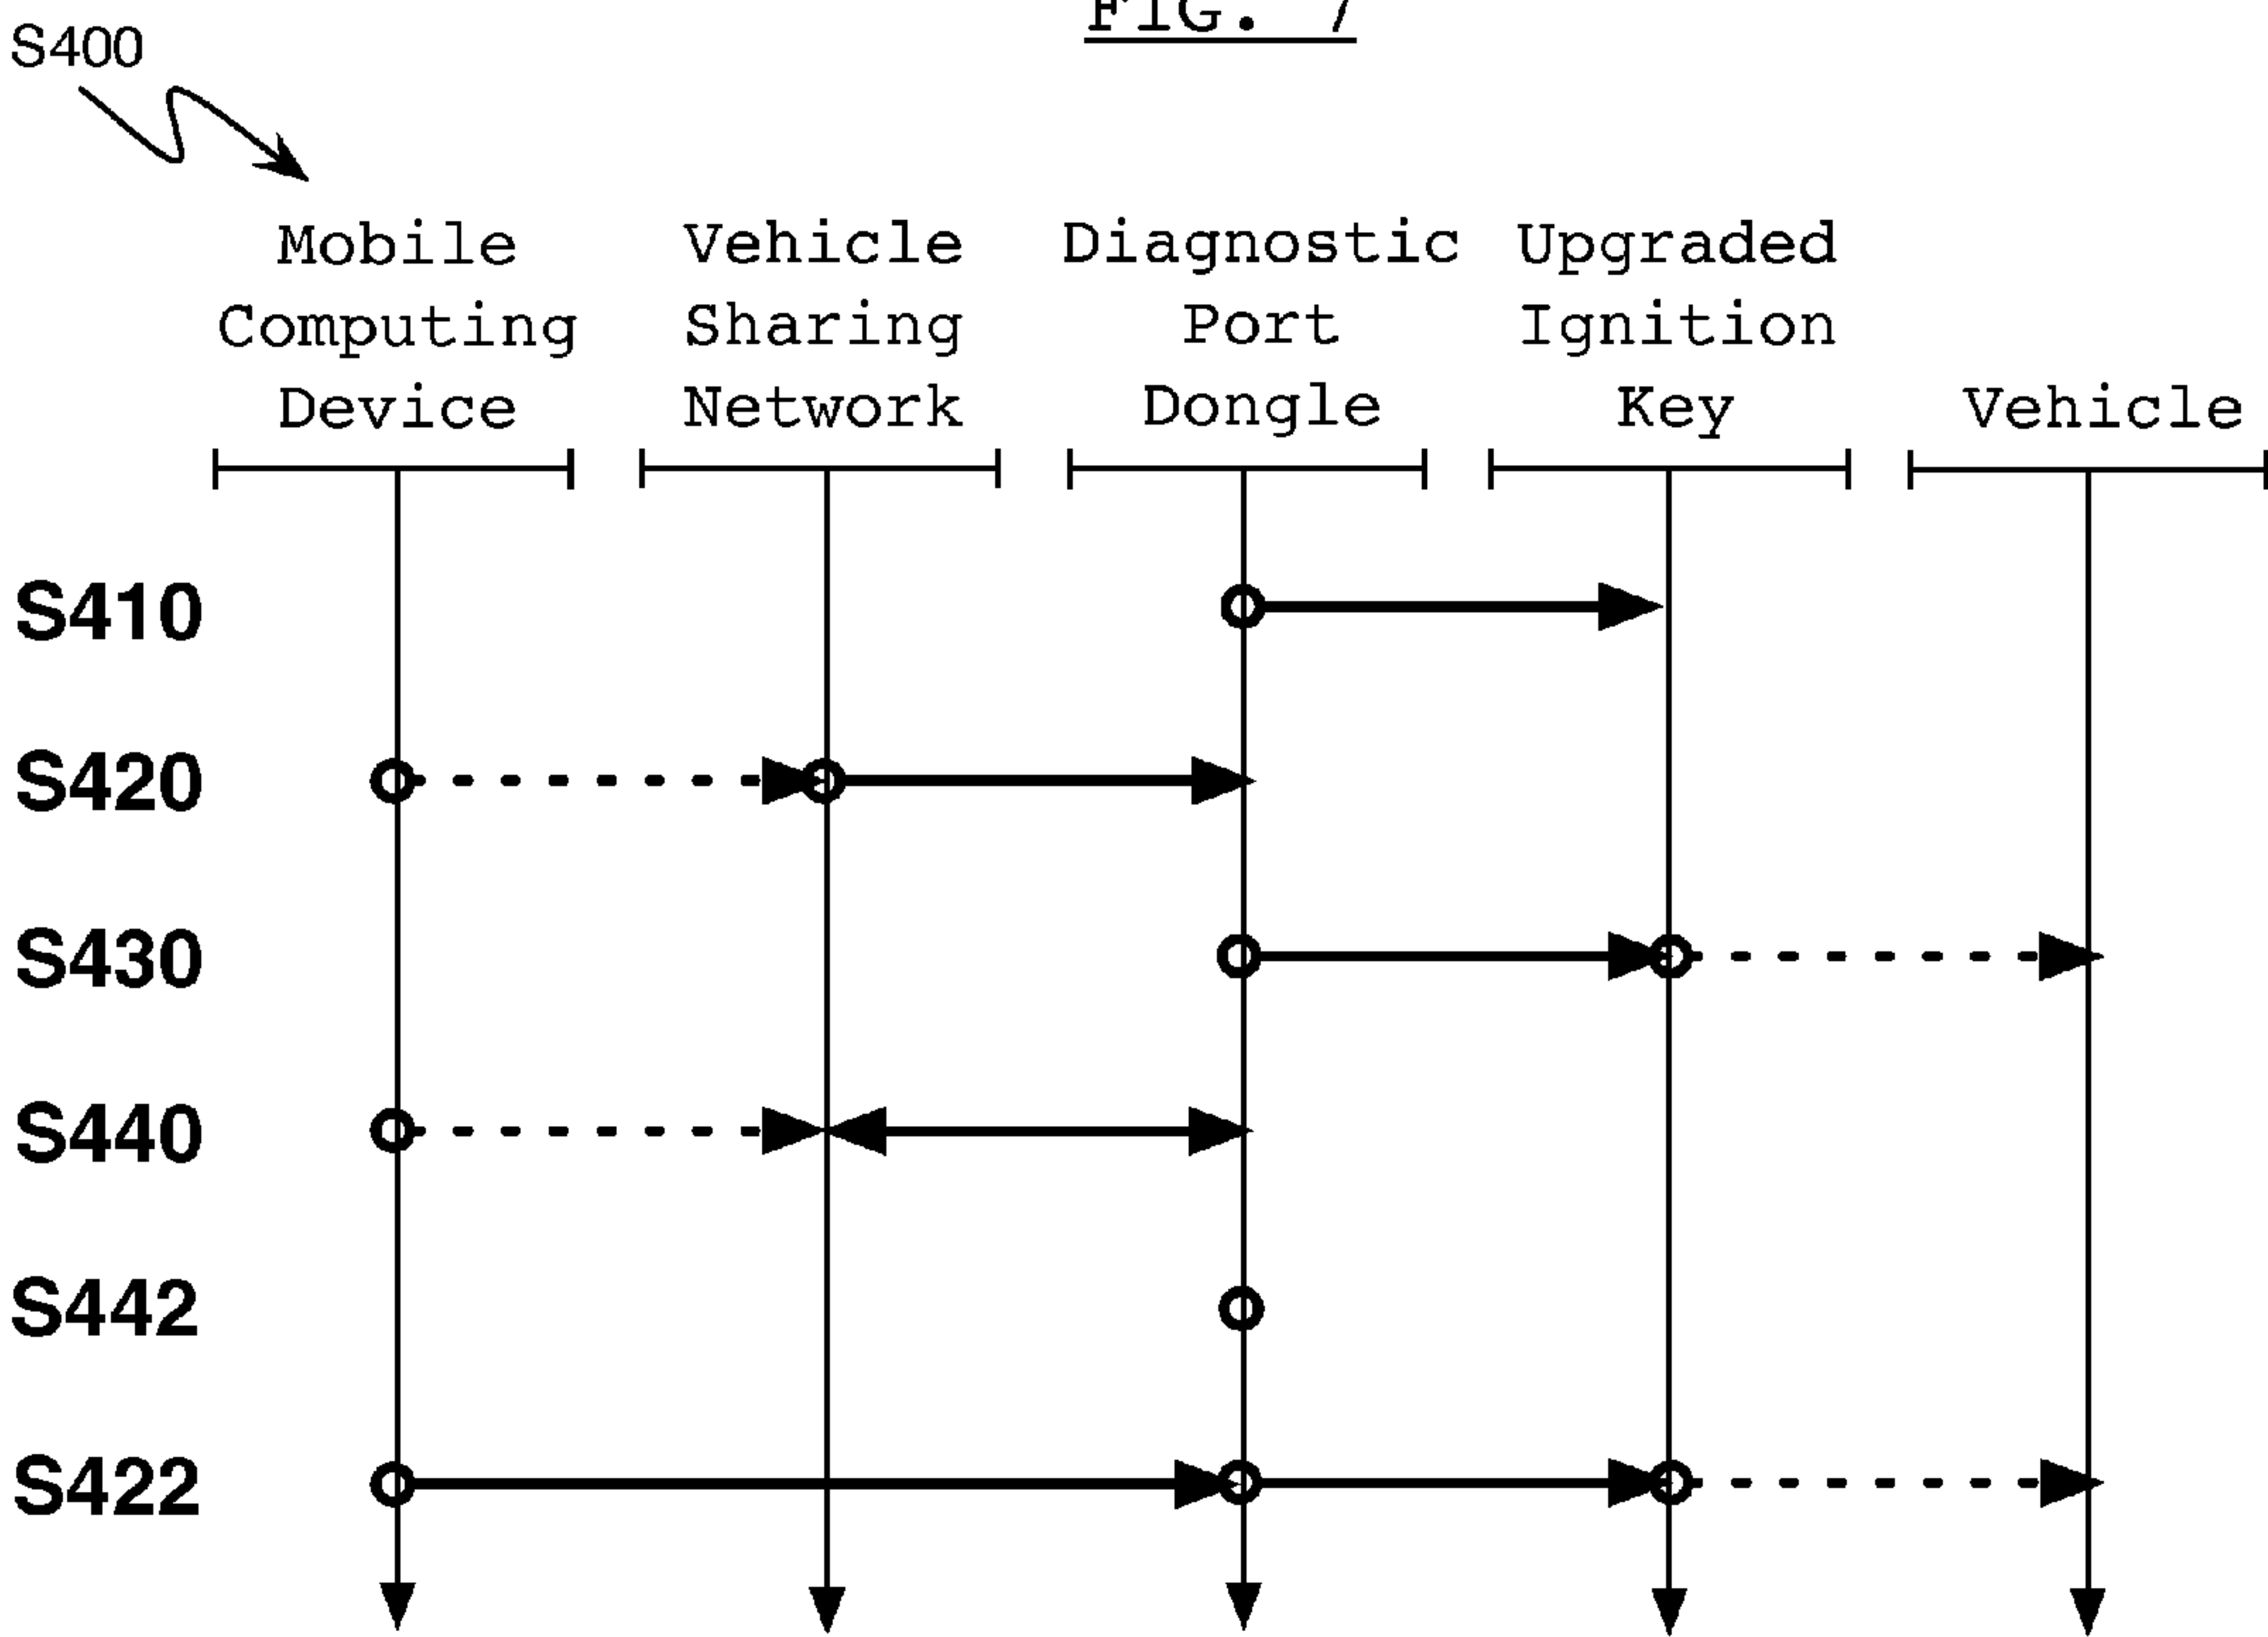 FIG. 7
S400
Mobile Computing Device
Vehicle Sharing Network
Diagnostic Port Dongle
Upgraded Ignition Key
Vehicle
S410
S420
S430
S440
S442
S422